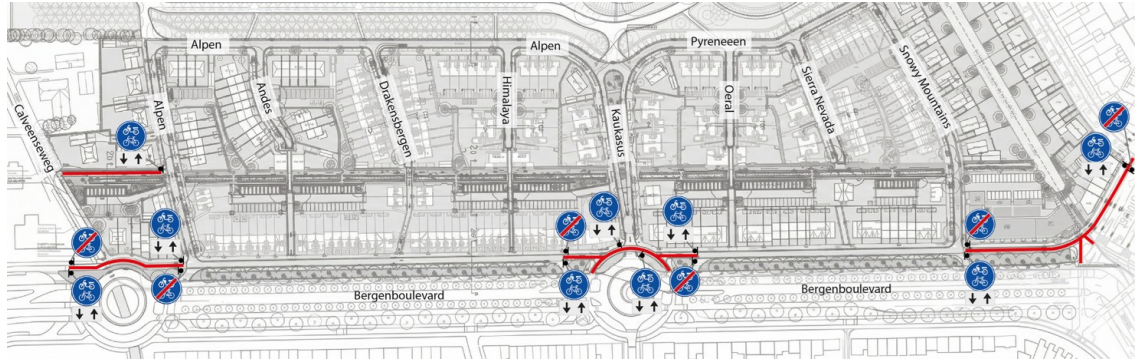 Alpen
Alpen
Pyreneeen
Calveenseweg
Alpen
Andes
Drakensbergen
Himalaya
Kaukasus
Oeral
Sierra Nevada
Snowy Mountains
Bergenboulevard
Bergenboulevard